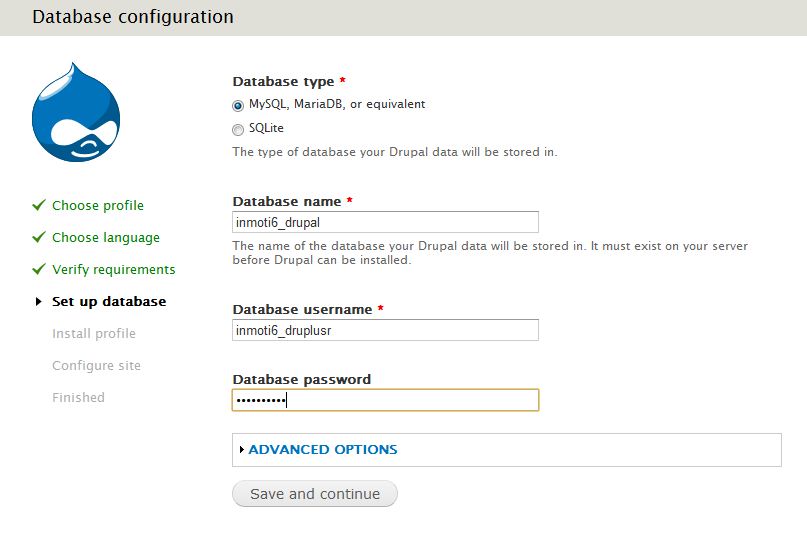 Database configuration
Choose profile
Choose language
Verify requirements
Set up database
Install profile
Configure site
Finished
Database type *
MySQL, MariaDB, or equivalent
SQLite
The type of database your Drupal data will be stored in.
Database name *
inmoti6_drupal
The name of the database your Drupal data will be stored in. It must exist on your server
before Drupal can be installed.
Database username *
inmoti6_druplusr
Database password
••••••••••
ADVANCED OPTIONS
Save and continue